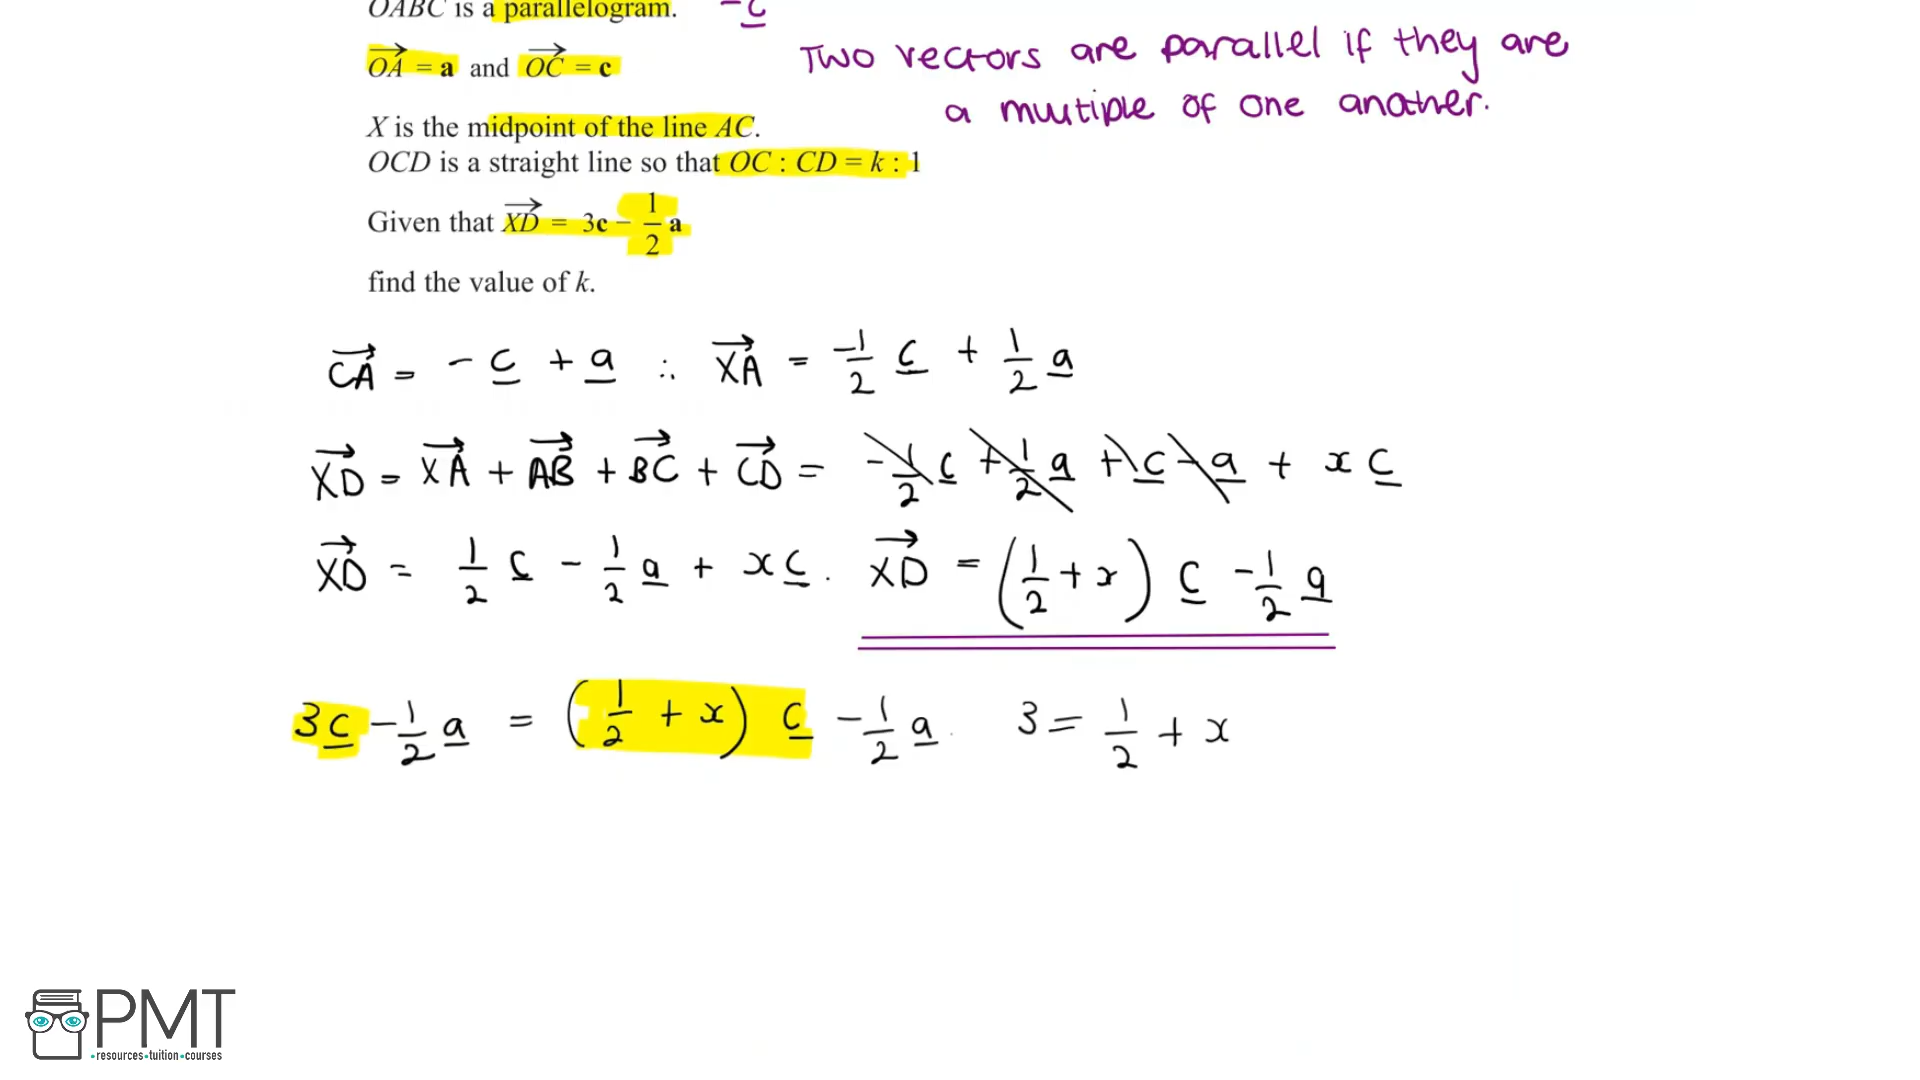 OABC is a parallelogram. -c
OA = a and OC = c
Two vectors are parallel if they are
a multiple of one another.
X is the midpoint of the line AC.
OCD is a straight line so that OC : CD = k : 1
Given that XD = 3c − 1/2 a
find the value of k.
CA = -c + a ∴ XA = -1/2 c + 1/2 a
XD = XA + AB + BC + CD = -1/2 c + 1/2 a + c - a + xc
XD = 1/2 c - 1/2 a + xc. XD = (1/2 + x) c - 1/2 a
3c - 1/2 a = (1/2 + x) c - 1/2 a. 3 = 1/2 + x
PMT
•resources•tuition•courses